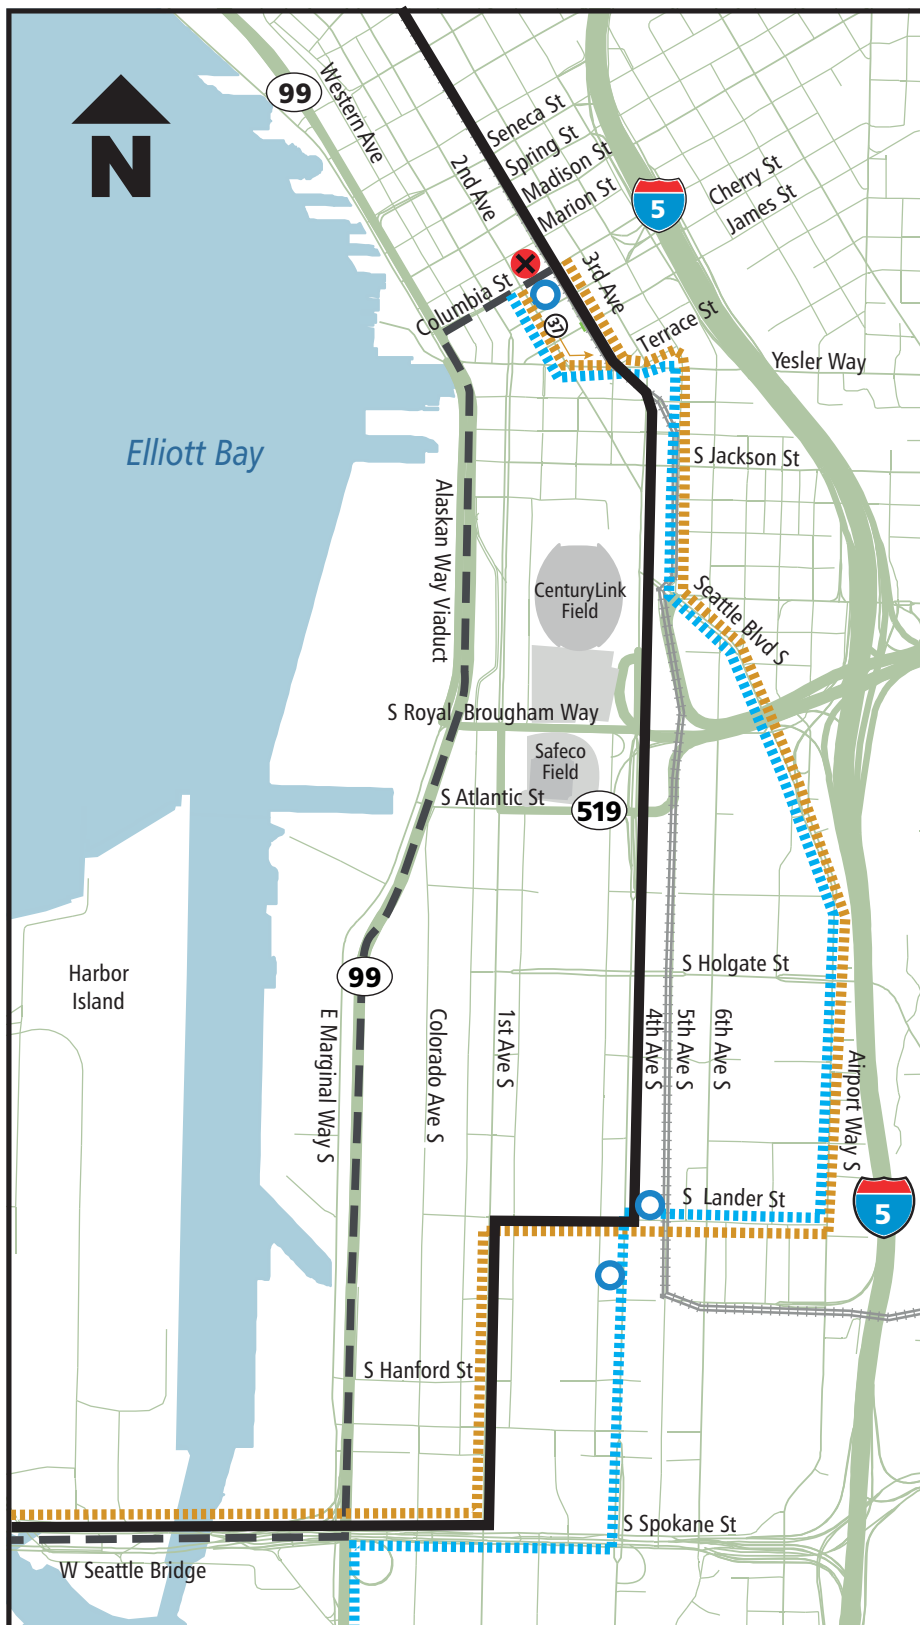 99
Western Ave
N
Seneca St
Spring St
Madison St
Marion St
2nd Ave
5
Cherry St
James St
3rd Ave
Columbia St
37
Terrace St
Yesler Way
Elliott Bay
S Jackson St
Alaskan Way Viaduct
CenturyLink
Field
Seattle Blvd S
S Royal Brougham Way
Safeco
Field
S Atlantic St
519
Harbor
Island
99
S Holgate St
E Marginal Way S
Colorado Ave S
1st Ave S
4th Ave S
5th Ave S
6th Ave S
Airport Way S
S Lander St
5
S Hanford St
S Spokane St
W Seattle Bridge